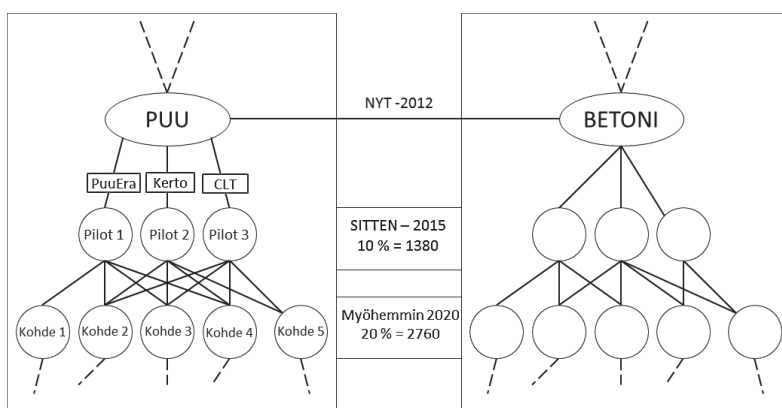 NYT -2012
PUU
BETONI
PuuEra
Kerto
CLT
Pilot 1
Pilot 2
Pilot 3
SITTEN – 2015
10 % = 1380
Kohde 1
Kohde 2
Kohde 3
Kohde 4
Kohde 5
Myöhemmin 2020
20 % = 2760